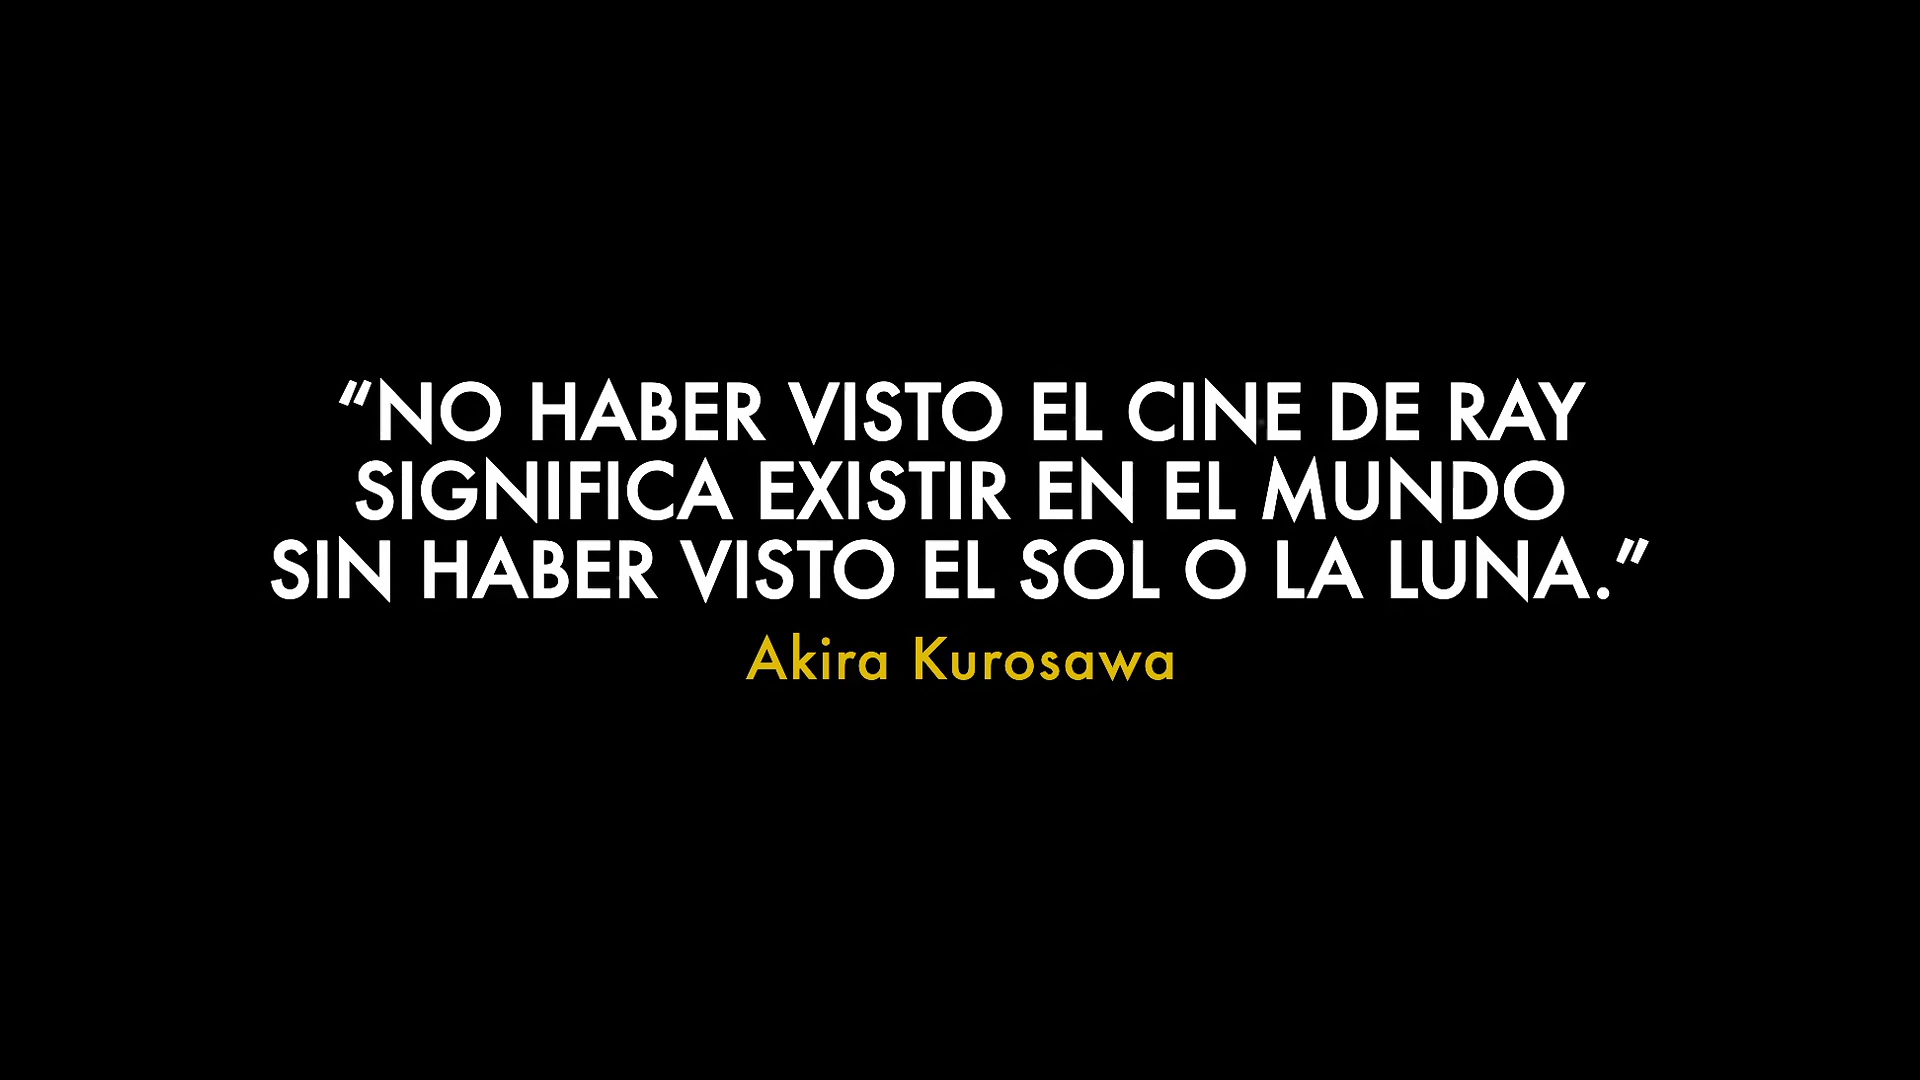 “NO HABER VISTO EL CINE DE RAY
SIGNIFICA EXISTIR EN EL MUNDO
SIN HABER VISTO EL SOL O LA LUNA.”
Akira Kurosawa